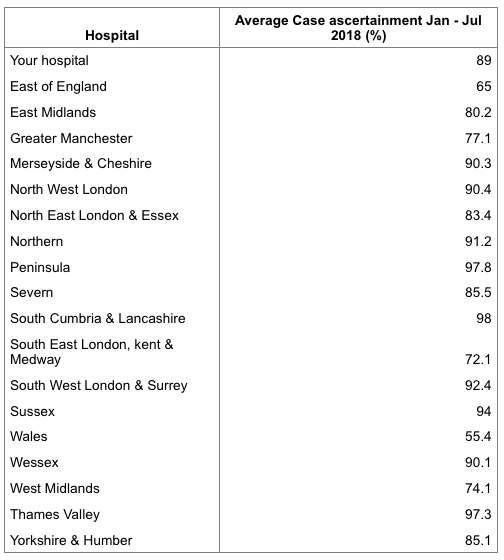 Hospital
Average Case ascertainment Jan - Jul
2018 (%)
Your hospital 89
East of England 65
East Midlands 80.2
Greater Manchester 77.1
Merseyside & Cheshire 90.3
North West London 90.4
North East London & Essex 83.4
Northern 91.2
Peninsula 97.8
Severn 85.5
South Cumbria & Lancashire 98
South East London, kent &
Medway 72.1
South West London & Surrey 92.4
Sussex 94
Wales 55.4
Wessex 90.1
West Midlands 74.1
Thames Valley 97.3
Yorkshire & Humber 85.1